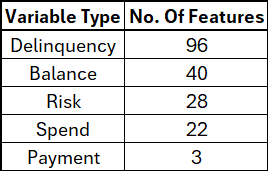 Variable Type No. Of Features
Delinquency 96
Balance 40
Risk 28
Spend 22
Payment 3